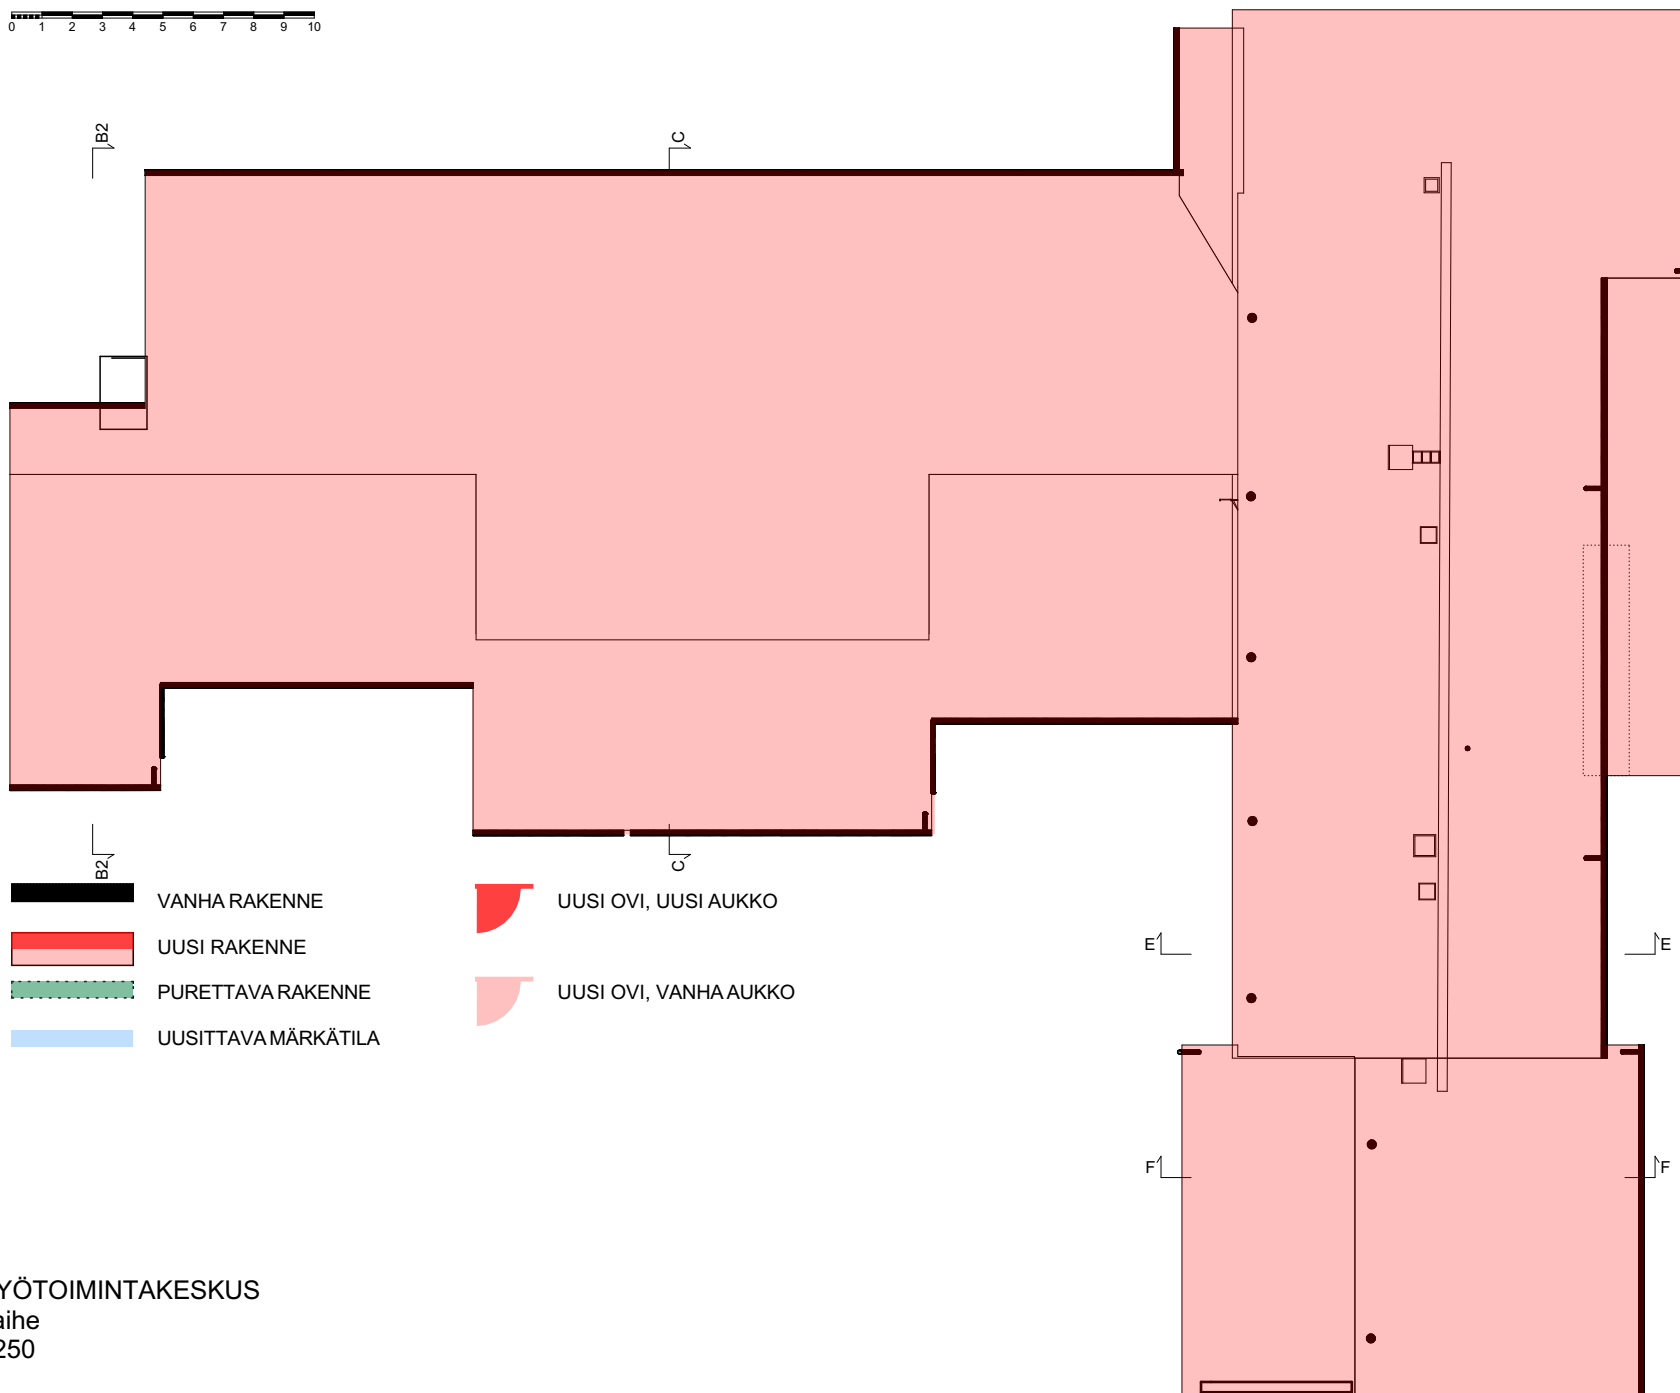 0 1 2 3 4 5 6 7 8 9 10
B2
C
B2
C
VANHA RAKENNE
UUSI OVI, UUSI AUKKO
UUSI RAKENNE
E
E
PURETTAVA RAKENNE
UUSI OVI, VANHA AUKKO
UUSITTAVA MÄRKÄTILA
F
F
YÖTOIMINTAKESKUS
aihe
250